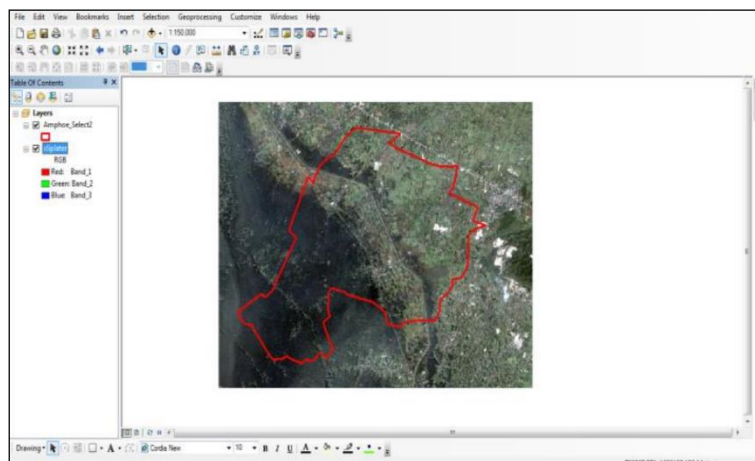 File Edit View Bookmarks Insert Selection Geoprocessing Customize Windows Help
1:150,000
Table Of Contents
Layers
Amphoe_Select2
RGB
Red: Band_1
Green: Band_2
Blue: Band_3
Drawing Cordia New 10 B I U A